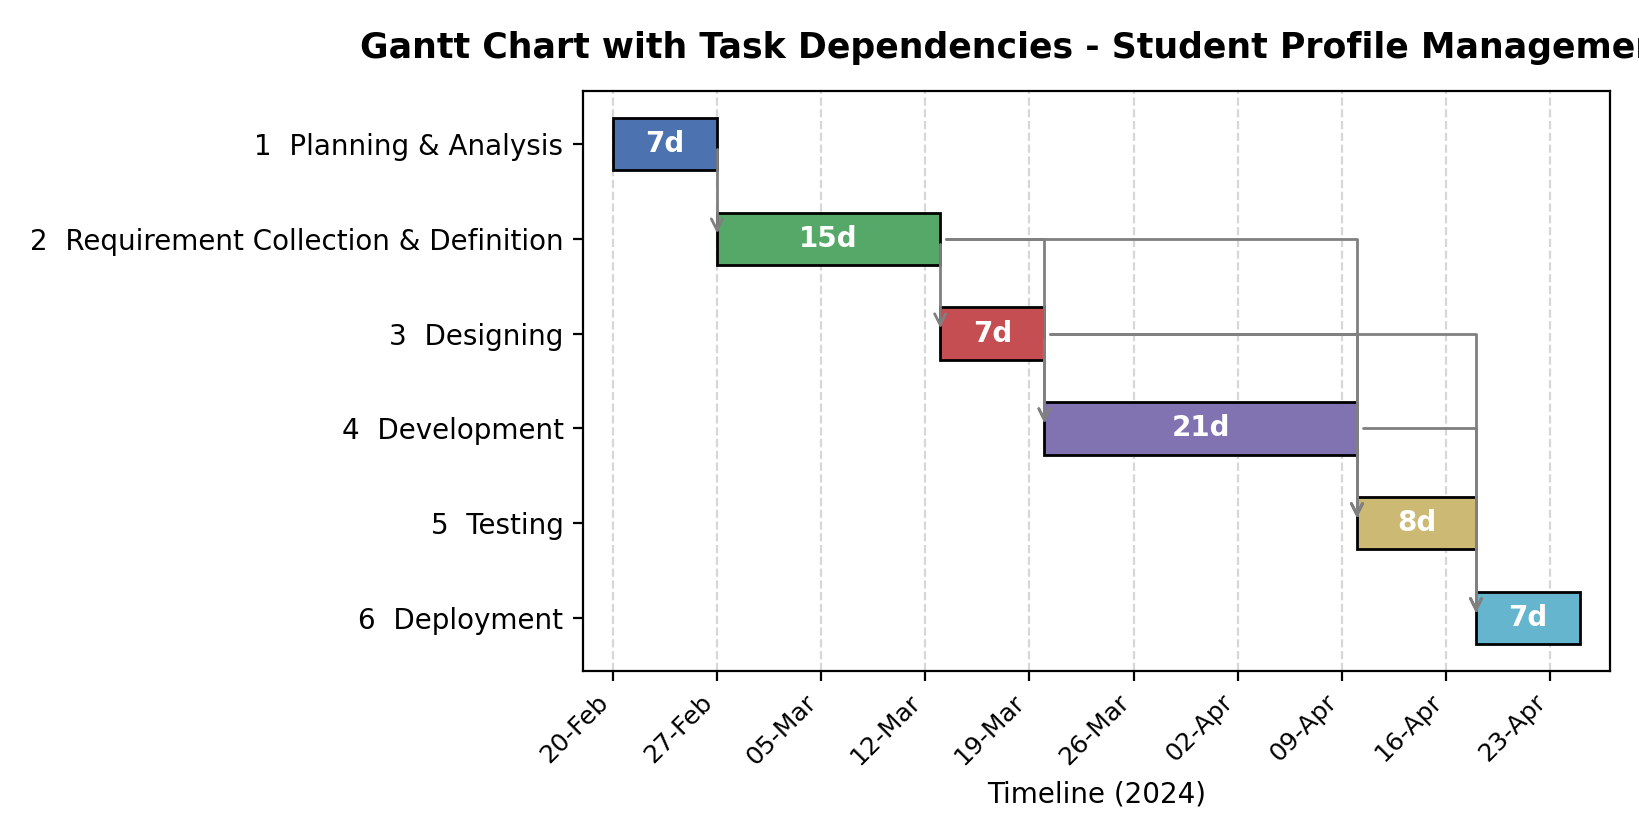 Gantt Chart with Task Dependencies - Student Profile
1 Planning & Analysis
7d
2 Requirement Collection & Definition
15d
3 Designing
7d
4 Development
21d
5 Testing
8d
6 Deployment
7d
20-Feb
27-Feb
05-Mar
12-Mar
19-Mar
26-Mar
02-Apr
09-Apr
16-Apr
23-Apr
Timeline (2024)